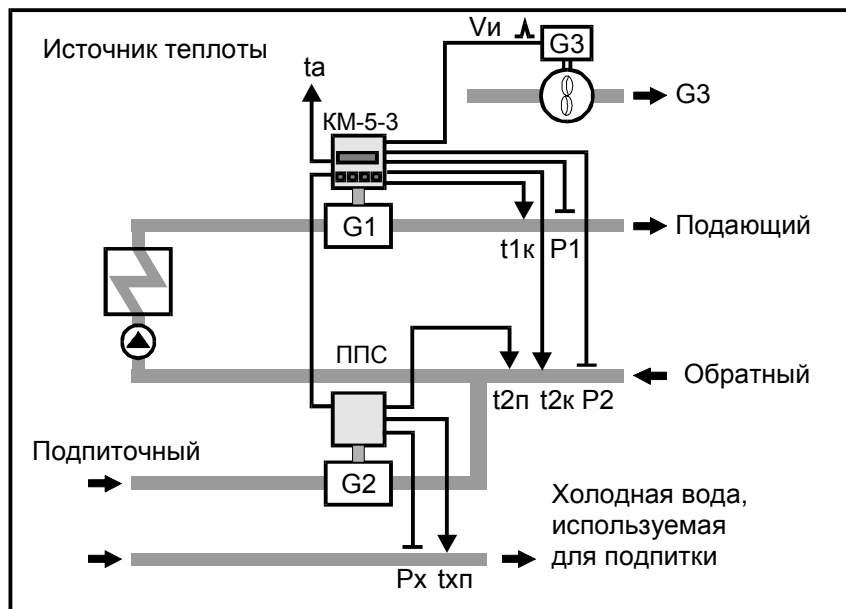 Vи
G3
Источник теплоты
ta
G3
КМ-5-3
G1
Подающий
t1к P1
ППС
Обратный
t2п t2к P2
Подпиточный
G2
Холодная вода,
используемая
для подпитки
Рх tхп